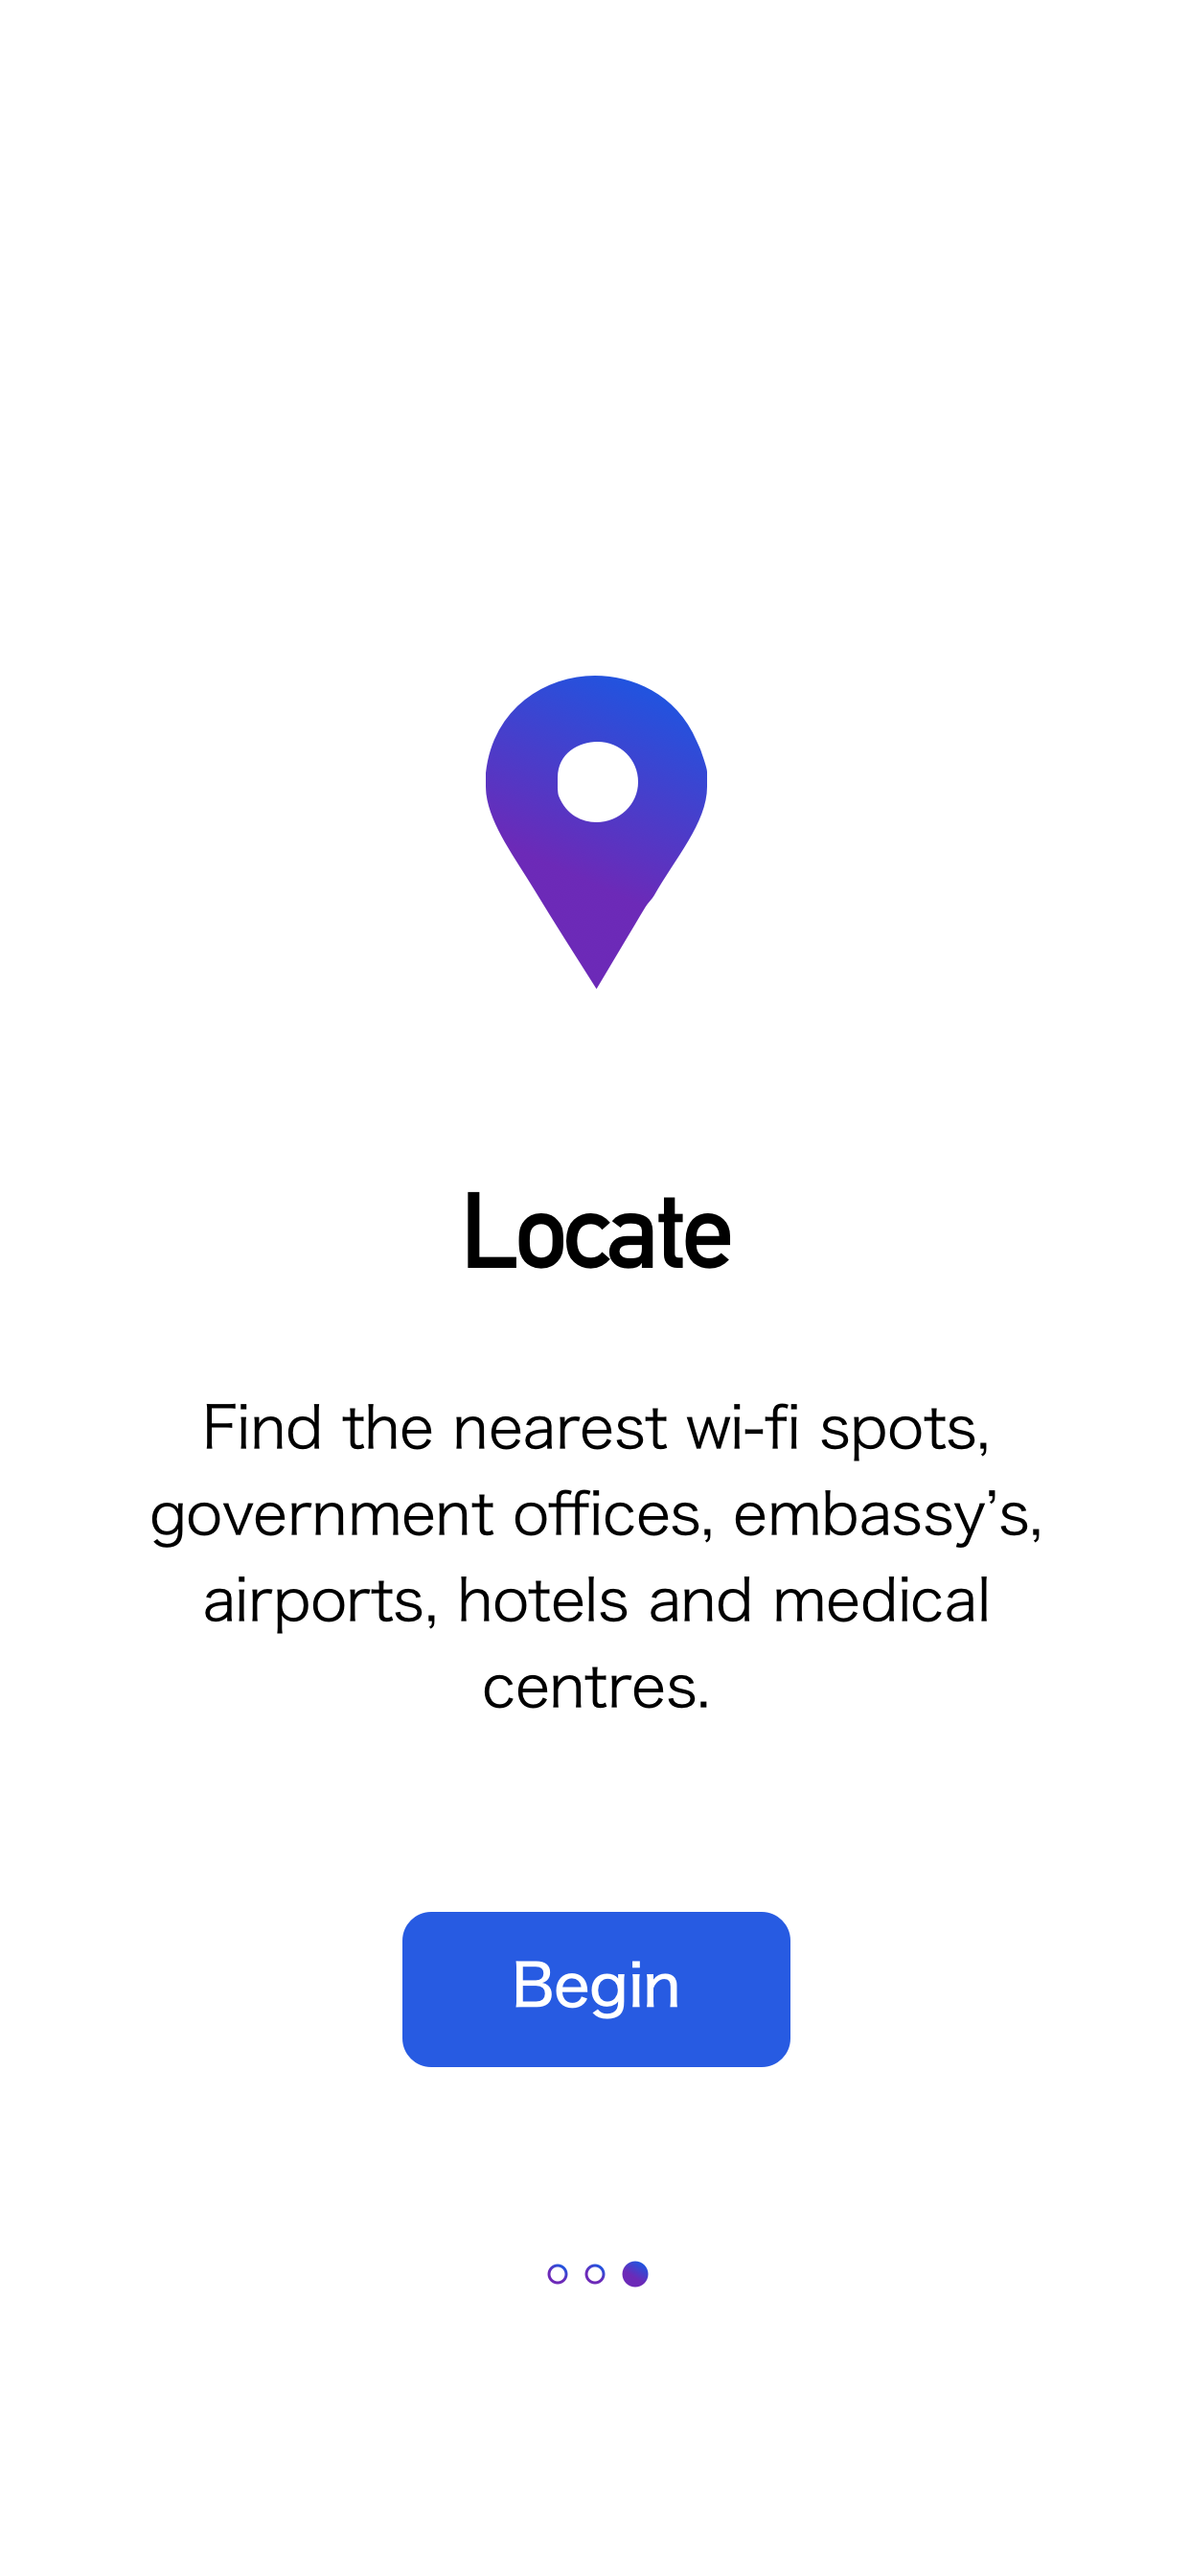 Locate
Find the nearest wi-fi spots,
government offices, embassy’s,
airports, hotels and medical
centres.
Begin